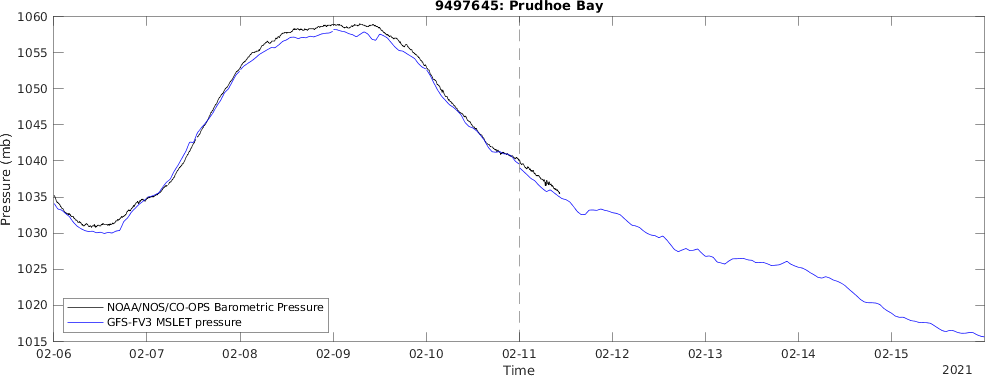 9497645: Prudhoe Bay
1060
1055
1050
1045
1040
1035
1030
1025
1020
1015
Pressure (mb)
NOAA/NOS/CO-OPS Barometric Pressure
GFS-FV3 MSLET pressure
02-06 02-07 02-08 02-09 02-10 02-11 02-12 02-13 02-14 02-15
Time
2021